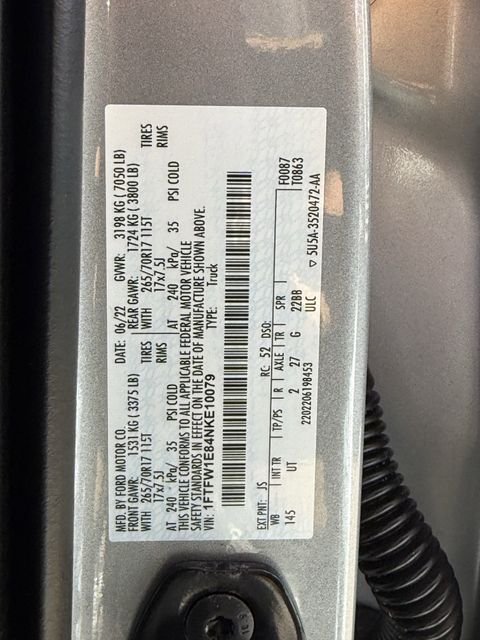 MFD. BY FORD MOTOR CO. DATE: 06/22 GVWR: 3198 KG ( 7050 LB)
FRONT GAWR: 1531 KG ( 3375 LB) REAR GAWR: 1724 KG ( 3800 LB)
WITH 265/70R17 115T TIRES WITH 265/70R17 115T TIRES
17x7.5J RIMS 17x7.5J RIMS
AT 240 kPa/ 35 PSI COLD AT 240 kPa/ 35 PSI COLD
THIS VEHICLE CONFORMS TO ALL APPLICABLE FEDERAL MOTOR VEHICLE
SAFETY STANDARDS IN EFFECT ON THE DATE OF MANUFACTURE SHOWN ABOVE.
VIN: 1FTFW1E84NKE10079 TYPE: Truck
F0087
T0863
EXT PNT: JS RC: 52 DSO:
WB INT TR TP/PS R AXLE TR SPR
145 UT 2 27 G 22BB
ULC
2202206198453
▽ 5U5A-3520472-AA